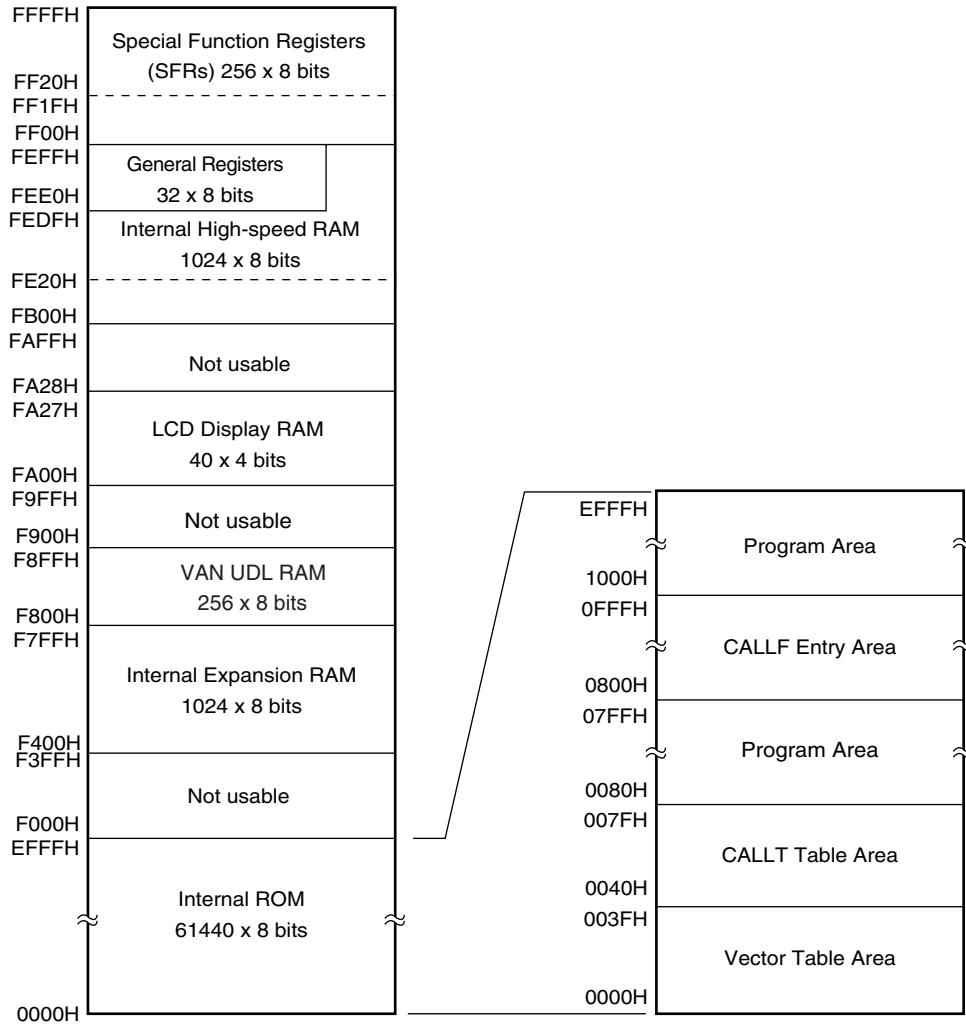 FFFFH
Special Function Registers
(SFRs) 256 x 8 bits
FF20H
FF1FH
FF00H
FEFFH
General Registers
32 x 8 bits
FEE0H
FEDFH
Internal High-speed RAM
1024 x 8 bits
FE20H
FB00H
FAFFH
Not usable
FA28H
FA27H
LCD Display RAM
40 x 4 bits
FA00H
F9FFH
Not usable
F900H
F8FFH
VAN UDL RAM
256 x 8 bits
F800H
F7FFH
Internal Expansion RAM
1024 x 8 bits
F400H
F3FFH
Not usable
F000H
EFFFH
Internal ROM
61440 x 8 bits
0000H
EFFFH
Program Area
1000H
0FFFH
CALLF Entry Area
0800H
07FFH
Program Area
0080H
007FH
CALLT Table Area
0040H
003FH
Vector Table Area
0000H